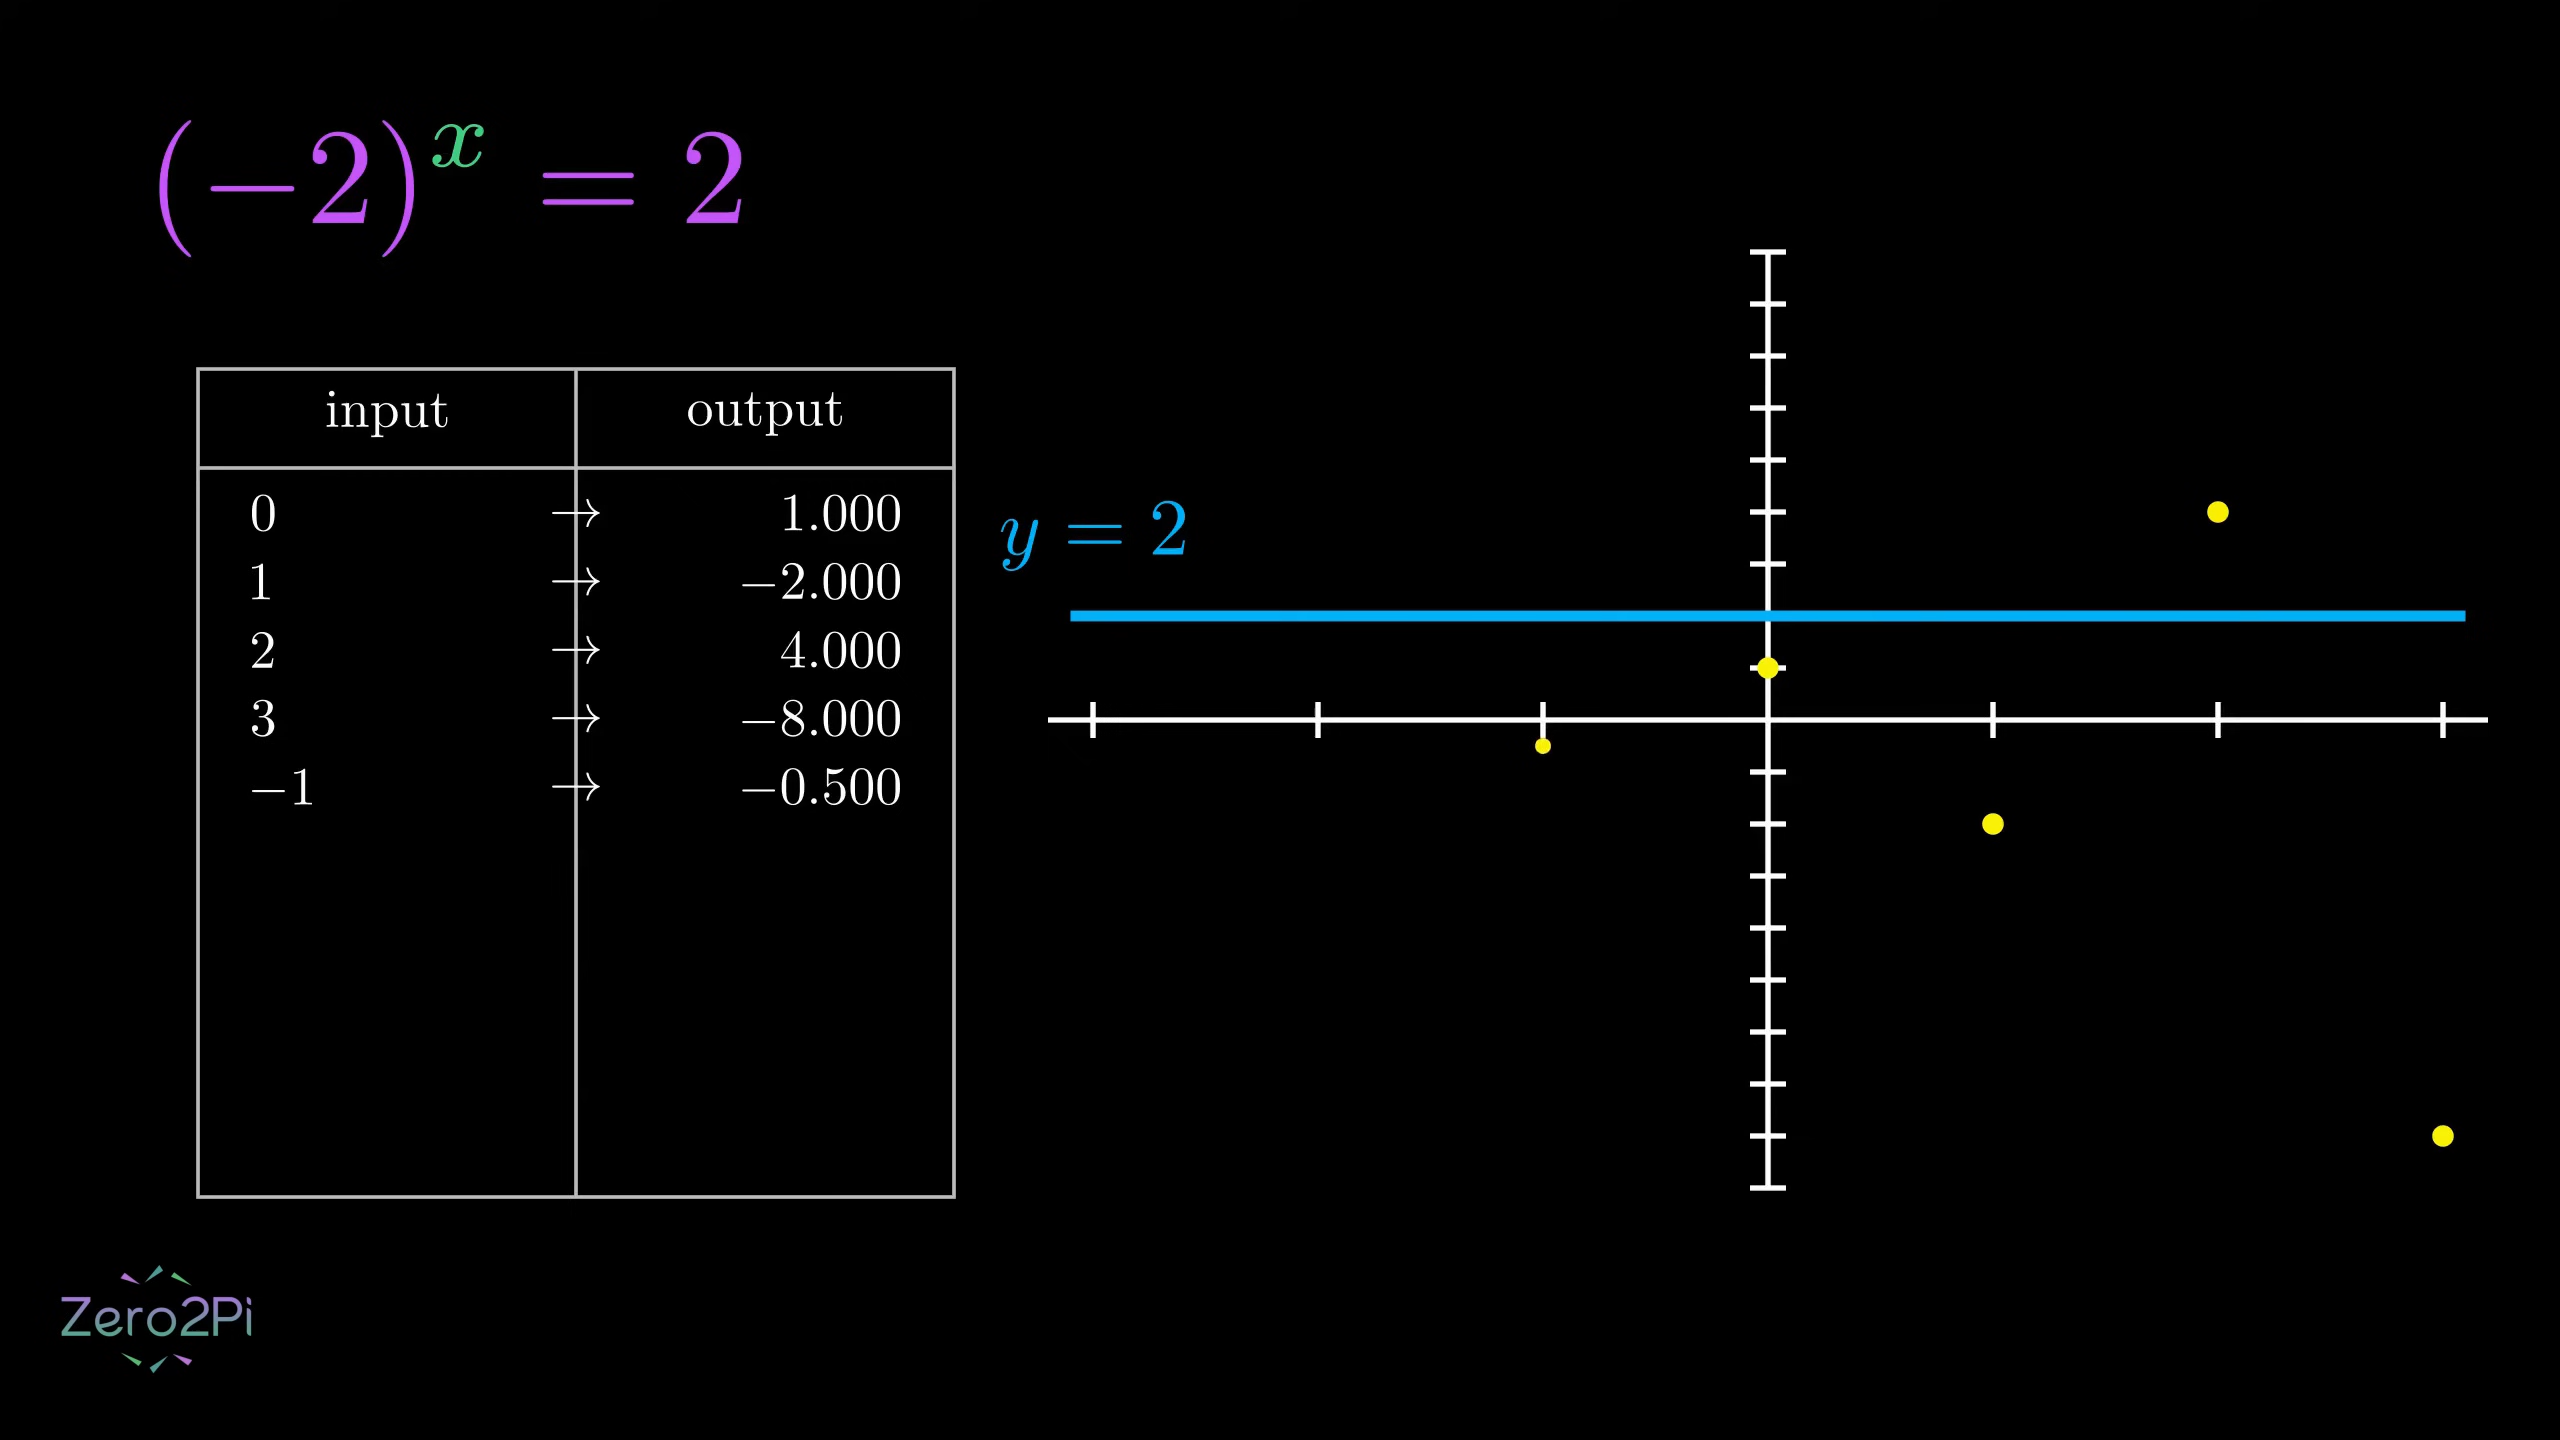 (−2)^x = 2
input output
0 → 1.000
1 → −2.000
2 → 4.000
3 → −8.000
−1 → −0.500
y = 2
Zero2Pi